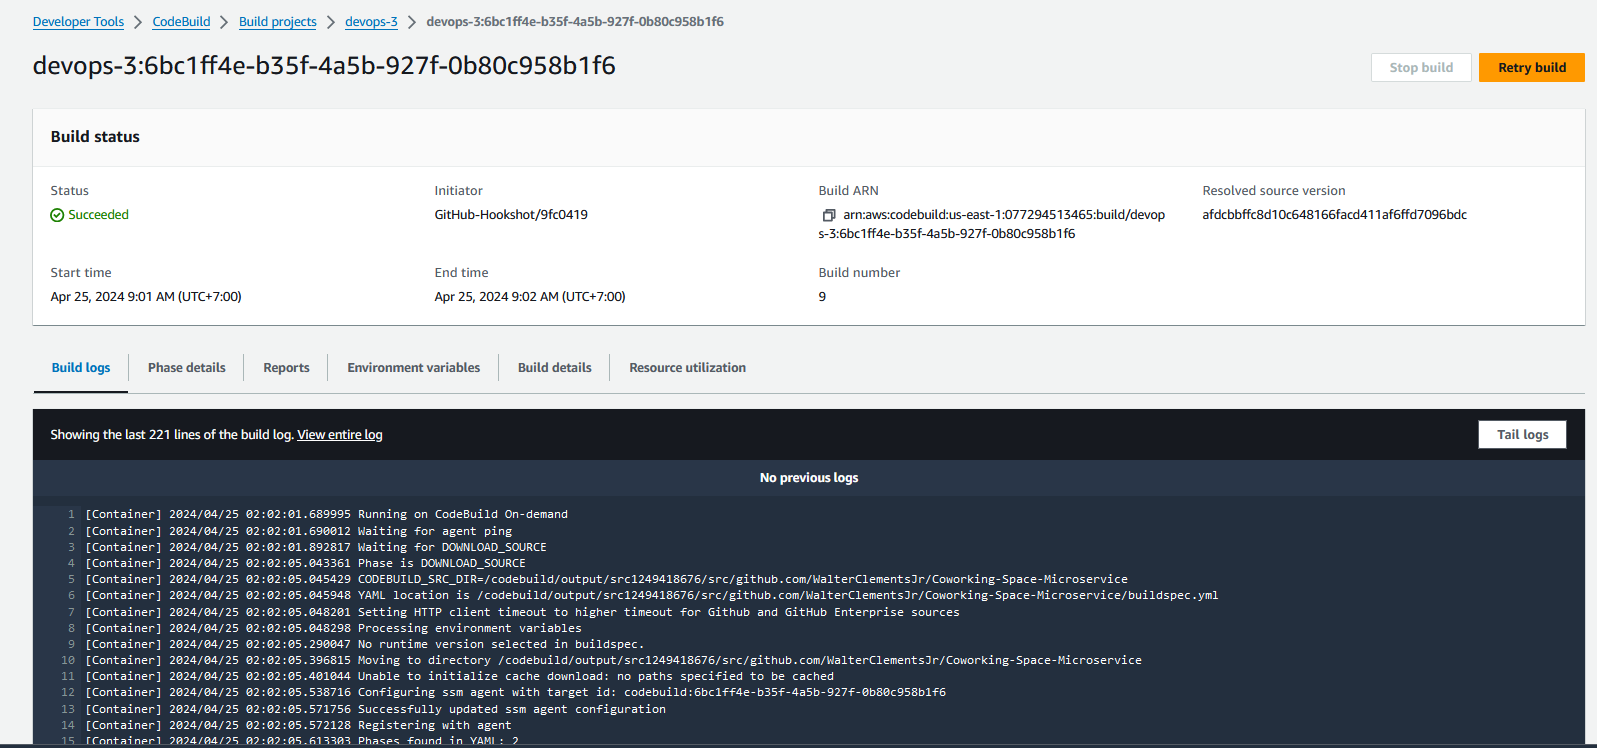 Developer Tools > CodeBuild > Build projects > devops-3 > devops-3:6bc1ff4e-b35f-4a5b-927f-0b80c958b1f6
devops-3:6bc1ff4e-b35f-4a5b-927f-0b80c958b1f6
Stop build
Retry build
Build status
Status
Succeeded
Initiator
GitHub-Hookshot/9fc0419
Build ARN
arn:aws:codebuild:us-east-1:077294513465:build/devop
s-3:6bc1ff4e-b35f-4a5b-927f-0b80c958b1f6
Resolved source version
afdcbbffc8d10c648166facd411af6ffd7096bdc
Start time
Apr 25, 2024 9:01 AM (UTC+7:00)
End time
Apr 25, 2024 9:02 AM (UTC+7:00)
Build number
9
Build logs
Phase details
Reports
Environment variables
Build details
Resource utilization
Showing the last 221 lines of the build log. View entire log
Tail logs
No previous logs
1 [Container] 2024/04/25 02:02:01.689995 Running on CodeBuild On-demand
2 [Container] 2024/04/25 02:02:01.690012 Waiting for agent ping
3 [Container] 2024/04/25 02:02:01.892817 Waiting for DOWNLOAD_SOURCE
4 [Container] 2024/04/25 02:02:05.043361 Phase is DOWNLOAD_SOURCE
5 [Container] 2024/04/25 02:02:05.045429 CODEBUILD_SRC_DIR=/codebuild/output/src1249418676/src/github.com/WalterClementsJr/Coworking-Space-Microservice
6 [Container] 2024/04/25 02:02:05.045948 YAML location is /codebuild/output/src1249418676/src/github.com/WalterClementsJr/Coworking-Space-Microservice/buildspec.yml
7 [Container] 2024/04/25 02:02:05.048201 Setting HTTP client timeout to higher timeout for Github and GitHub Enterprise sources
8 [Container] 2024/04/25 02:02:05.048298 Processing environment variables
9 [Container] 2024/04/25 02:02:05.290047 No runtime version selected in buildspec.
10 [Container] 2024/04/25 02:02:05.396815 Moving to directory /codebuild/output/src1249418676/src/github.com/WalterClementsJr/Coworking-Space-Microservice
11 [Container] 2024/04/25 02:02:05.401044 Unable to initialize cache download: no paths specified to be cached
12 [Container] 2024/04/25 02:02:05.538716 Configuring ssm agent with target id: codebuild:6bc1ff4e-b35f-4a5b-927f-0b80c958b1f6
13 [Container] 2024/04/25 02:02:05.571756 Successfully updated ssm agent configuration
14 [Container] 2024/04/25 02:02:05.572128 Registering with agent
15 [Container] 2024/04/25 02:02:05.613303 Phases found in YAML: 2